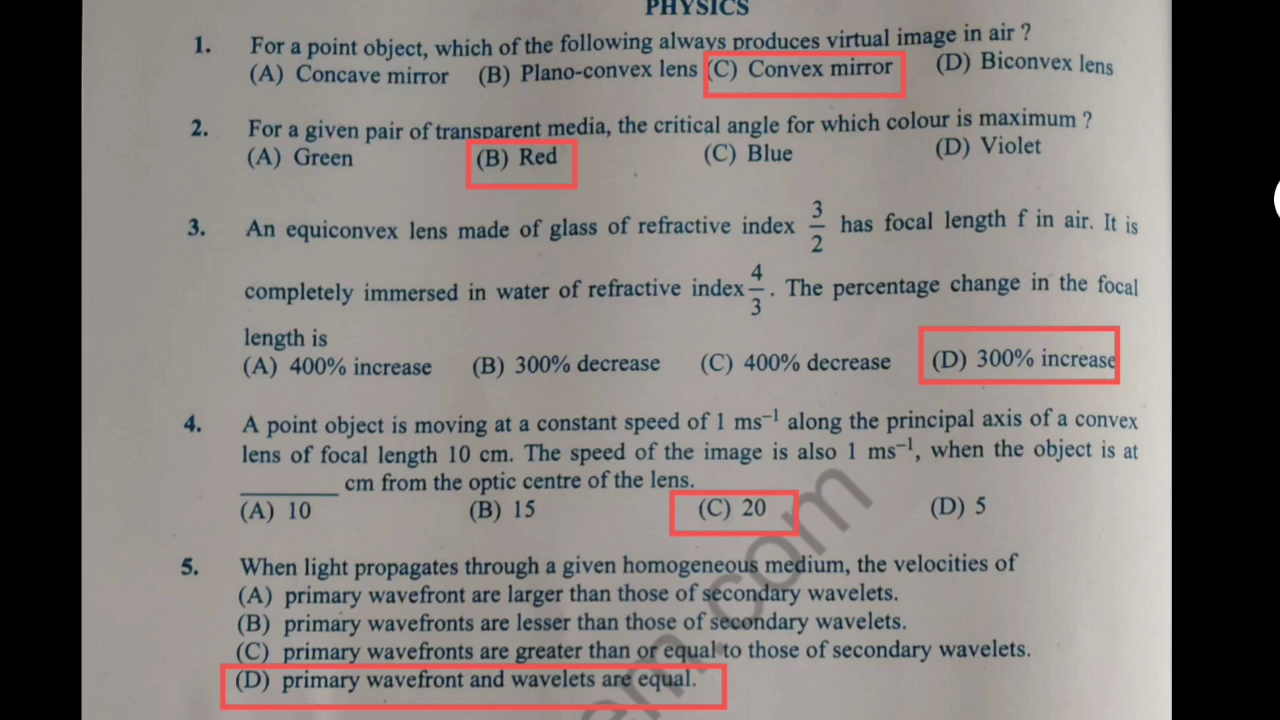 PHYSICS
1. For a point object, which of the following always produces virtual image in air ?
(A) Concave mirror (B) Plano-convex lens (C) Convex mirror (D) Biconvex lens
2. For a given pair of transparent media, the critical angle for which colour is maximum ?
(A) Green (B) Red (C) Blue (D) Violet
3. An equiconvex lens made of glass of refractive index 3/2 has focal length f in air. It is
completely immersed in water of refractive index 4/3. The percentage change in the focal
length is
(A) 400% increase (B) 300% decrease (C) 400% decrease (D) 300% increase
4. A point object is moving at a constant speed of 1 ms⁻¹ along the principal axis of a convex
lens of focal length 10 cm. The speed of the image is also 1 ms⁻¹, when the object is at
________ cm from the optic centre of the lens.
(A) 10 (B) 15 (C) 20 (D) 5
5. When light propagates through a given homogeneous medium, the velocities of
(A) primary wavefront are larger than those of secondary wavelets.
(B) primary wavefronts are lesser than those of secondary wavelets.
(C) primary wavefronts are greater than or equal to those of secondary wavelets.
(D) primary wavefront and wavelets are equal.